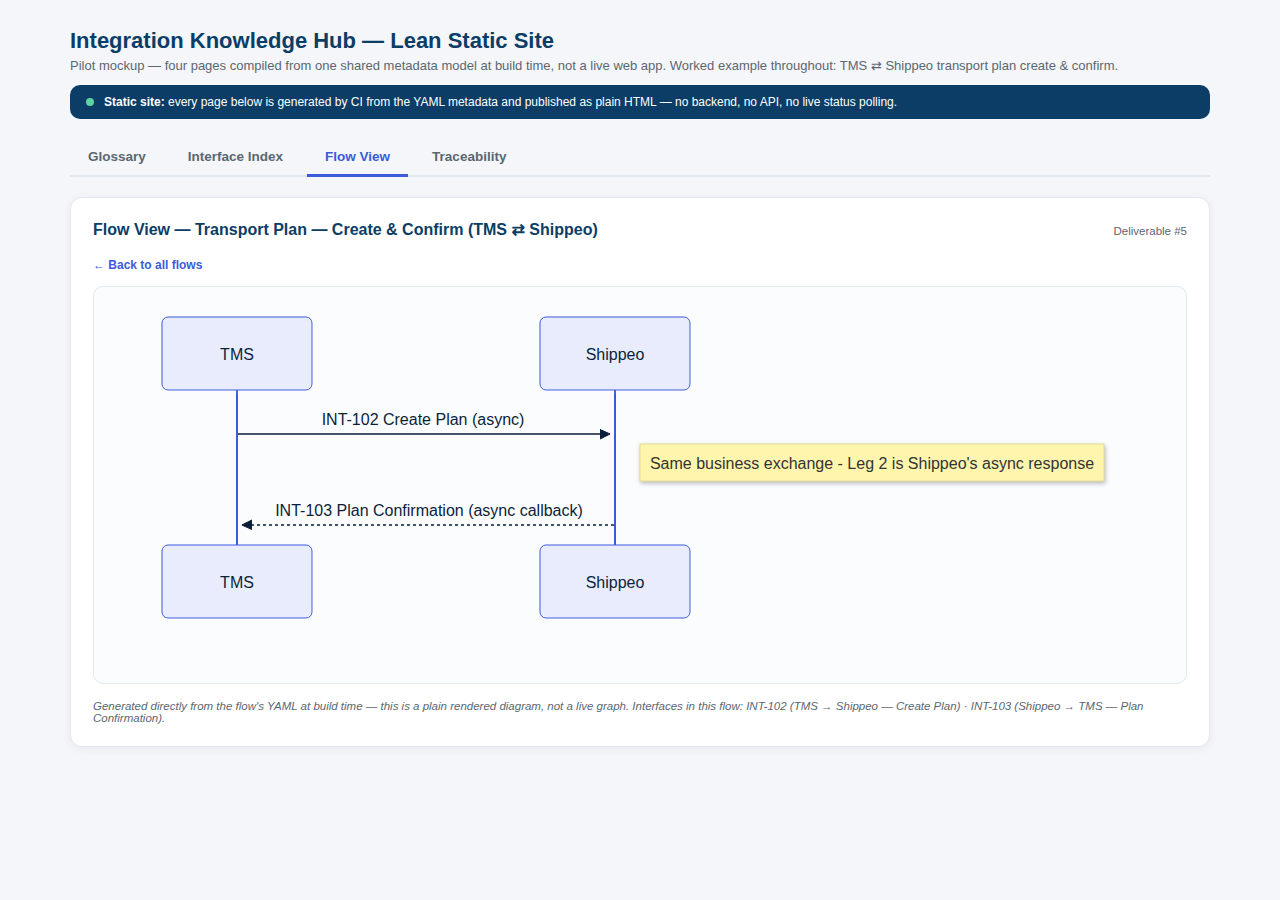 Integration Knowledge Hub — Lean Static Site
Pilot mockup — four pages compiled from one shared metadata model at build time, not a live web app. Worked example throughout: TMS ⇄ Shippeo transport plan create & confirm.
Static site: every page below is generated by CI from the YAML metadata and published as plain HTML — no backend, no API, no live status polling.
Glossary Interface Index Flow View Traceability
Flow View — Transport Plan — Create & Confirm (TMS ⇄ Shippeo) Deliverable #5
← Back to all flows
TMS Shippeo
INT-102 Create Plan (async)
Same business exchange - Leg 2 is Shippeo's async response
INT-103 Plan Confirmation (async callback)
TMS Shippeo
Generated directly from the flow's YAML at build time — this is a plain rendered diagram, not a live graph. Interfaces in this flow: INT-102 (TMS → Shippeo — Create Plan) · INT-103 (Shippeo → TMS — Plan
Confirmation).